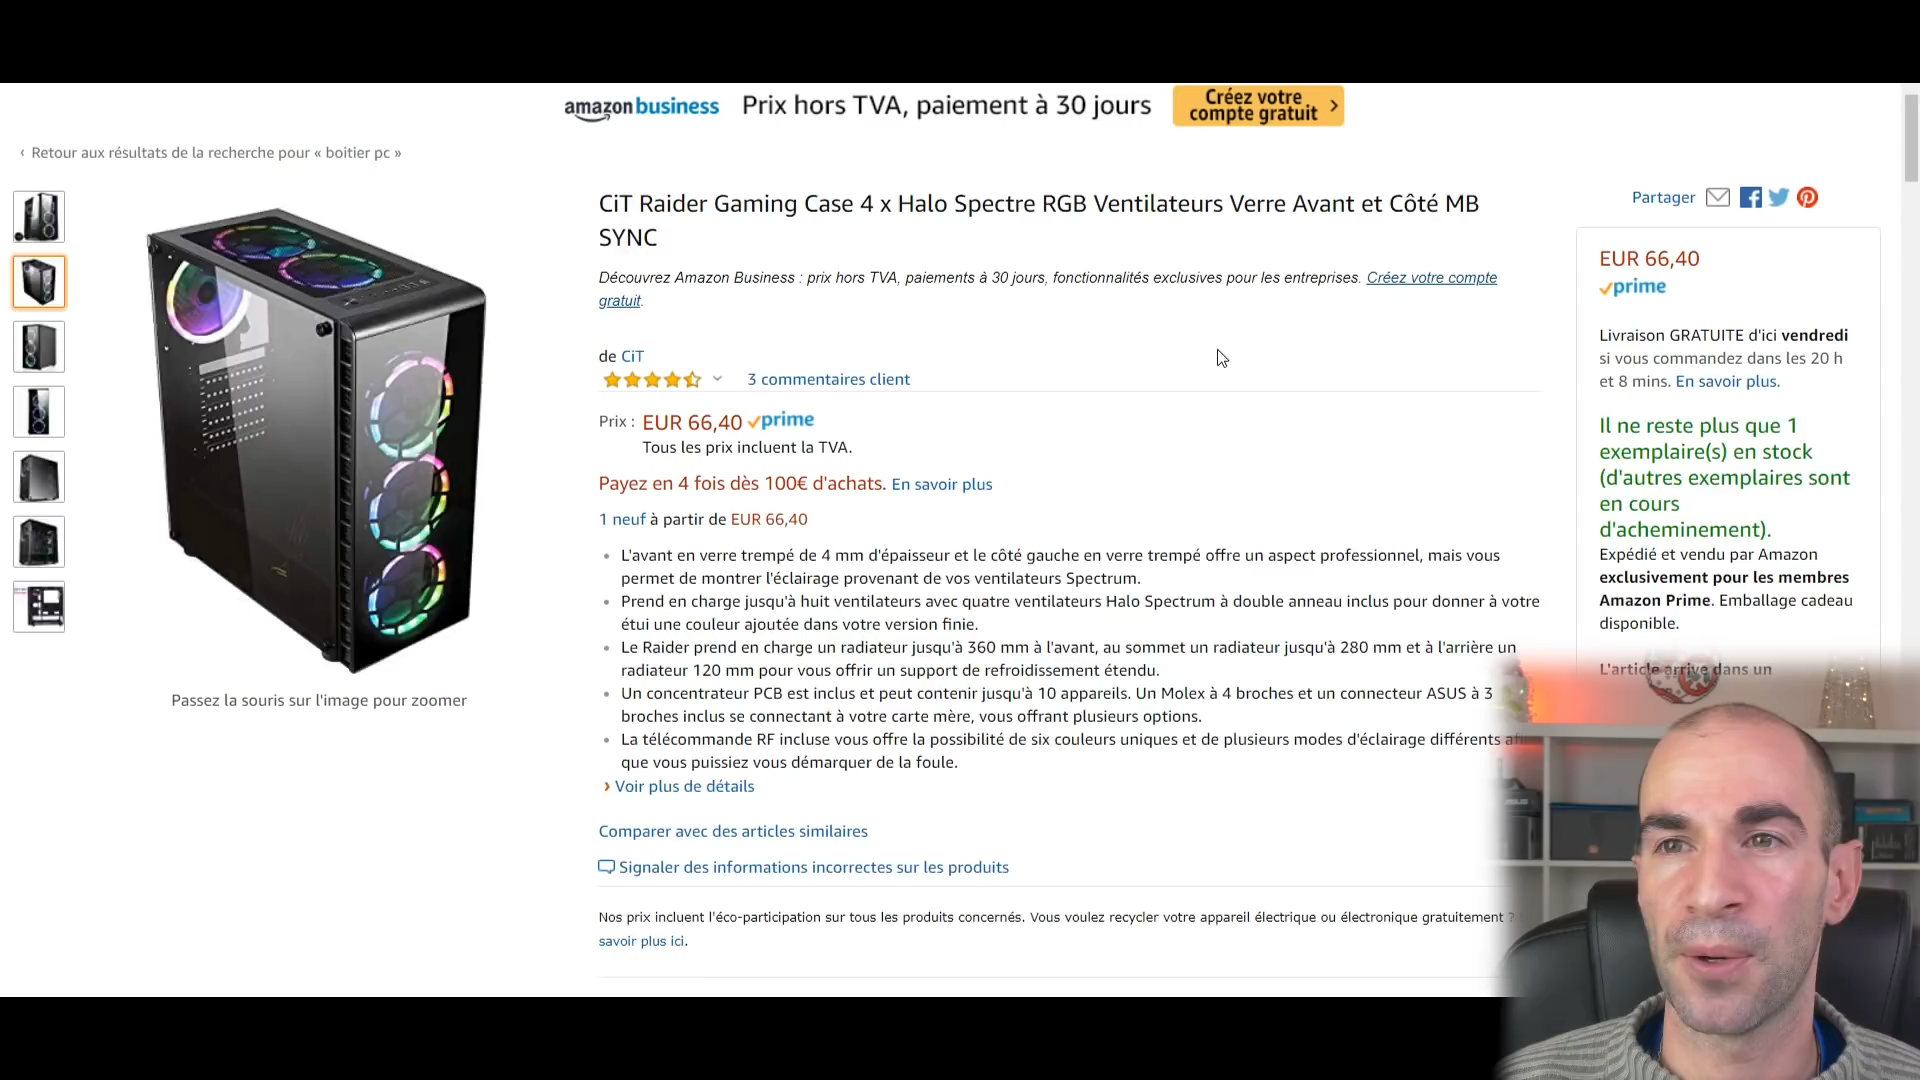 amazon business Prix hors TVA, paiement à 30 jours
Créez votre
compte gratuit
‹ Retour aux résultats de la recherche pour « boitier pc »
CiT Raider Gaming Case 4 x Halo Spectre RGB Ventilateurs Verre Avant et Côté MB
SYNC
Découvrez Amazon Business : prix hors TVA, paiements à 30 jours, fonctionnalités exclusives pour les entreprises. Créez votre compte
gratuit.
de CiT
3 commentaires client
Prix : EUR 66,40 prime
Tous les prix incluent la TVA.
Payez en 4 fois dès 100€ d'achats. En savoir plus
1 neuf à partir de EUR 66,40
• L'avant en verre trempé de 4 mm d'épaisseur et le côté gauche en verre trempé offre un aspect professionnel, mais vous
permet de montrer l'éclairage provenant de vos ventilateurs Spectrum.
• Prend en charge jusqu'à huit ventilateurs avec quatre ventilateurs Halo Spectrum à double anneau inclus pour donner à votre
étui une couleur ajoutée dans votre version finie.
• Le Raider prend en charge un radiateur jusqu'à 360 mm à l'avant, au sommet un radiateur jusqu'à 280 mm et à l'arrière un
radiateur 120 mm pour vous offrir un support de refroidissement étendu.
• Un concentrateur PCB est inclus et peut contenir jusqu'à 10 appareils. Un Molex à 4 broches et un connecteur ASUS à 3
broches inclus se connectant à votre carte mère, vous offrant plusieurs options.
• La télécommande RF incluse vous offre la possibilité de six couleurs uniques et de plusieurs modes d'éclairage différents
que vous puissiez vous démarquer de la foule.
› Voir plus de détails
Comparer avec des articles similaires
Signaler des informations incorrectes sur les produits
Nos prix incluent l'éco-participation sur tous les produits concernés. Vous voulez recycler votre appareil électrique ou électronique gratuitement ?
savoir plus ici.
Passez la souris sur l'image pour zoomer
Partager
EUR 66,40
prime
Livraison GRATUITE d'ici vendredi
si vous commandez dans les 20 h
et 8 mins. En savoir plus.
Il ne reste plus que 1
exemplaire(s) en stock
(d'autres exemplaires sont
en cours
d'acheminement).
Expédié et vendu par Amazon
exclusivement pour les membres
Amazon Prime. Emballage cadeau
disponible.
L'article arrive dans un